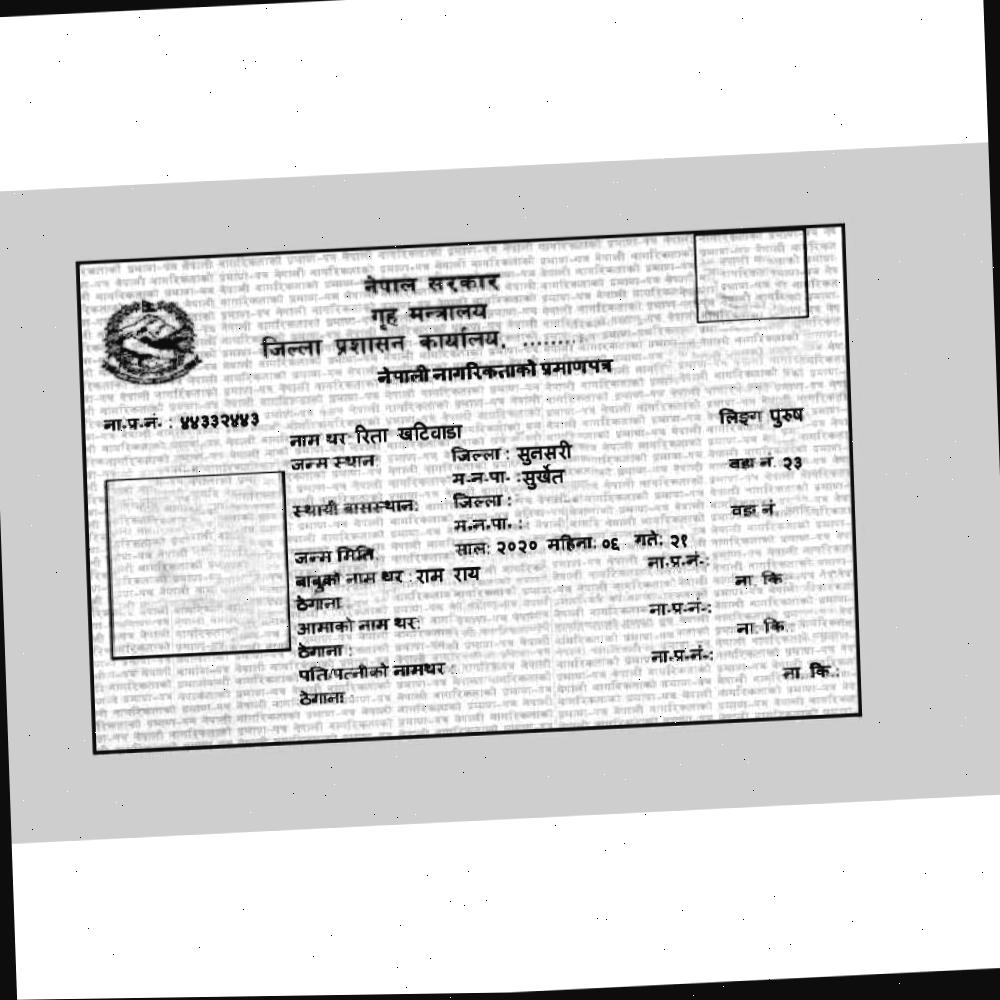 नेपाल सरकार
गृह मन्त्रालय
जिल्ला प्रशासन कार्यालय, ........
नेपाली नागरिकताको प्रमाणपत्र
ना.प्र.नं. : ४४३३२४४३ लिङ्ग पुरुष
नाम थर रिता खटिवाडा
जन्म स्थान जिल्ला : सुनसरी वडा नं. २३
म.न.पा. :सुर्खेत
स्थायी बासस्थान: जिल्ला : वडा नं.
म.न.पा. :
जन्म मिति साल: २०२० महिना: ०६ गते: २१
बाबुको नाम थर : राम राय ना.प्र.नं.:
ठेगाना ना. कि.
आमाको नाम थर: ना.प्र.नं.:
ठेगाना : ना. कि.
पति/पत्नीको नामथर : ना.प्र.नं.:
ठेगाना : ना. कि.: